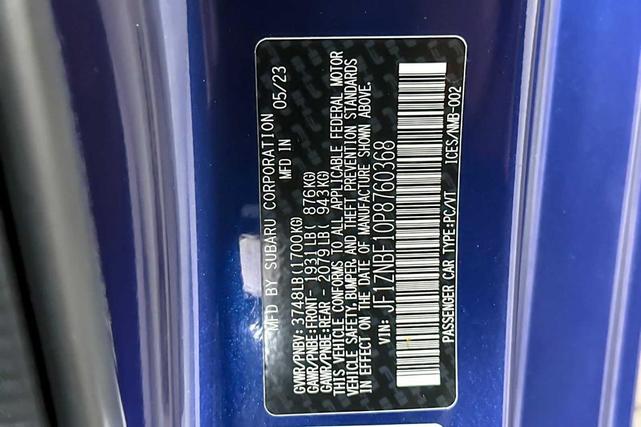 MFD BY SUBARU CORPORATION 05/23
MFD IN
GVWR/PNBV: 3748LB(1700KG)
GAWR/PNBE:FRONT- 1931LB( 876KG)
GAWR/PNBE:REAR - 2079LB( 943KG)
THIS VEHICLE CONFORMS TO ALL APPLICABLE FEDERAL MOTOR
VEHICLE SAFETY, BUMPER, AND THEFT PREVENTION STANDARDS
IN EFFECT ON THE DATE OF MANUFACTURE SHOWN ABOVE.
VIN: JF1ZNBF10P8760368
PASSENGER CAR TYPE:PC/VT ICES/NMB-002